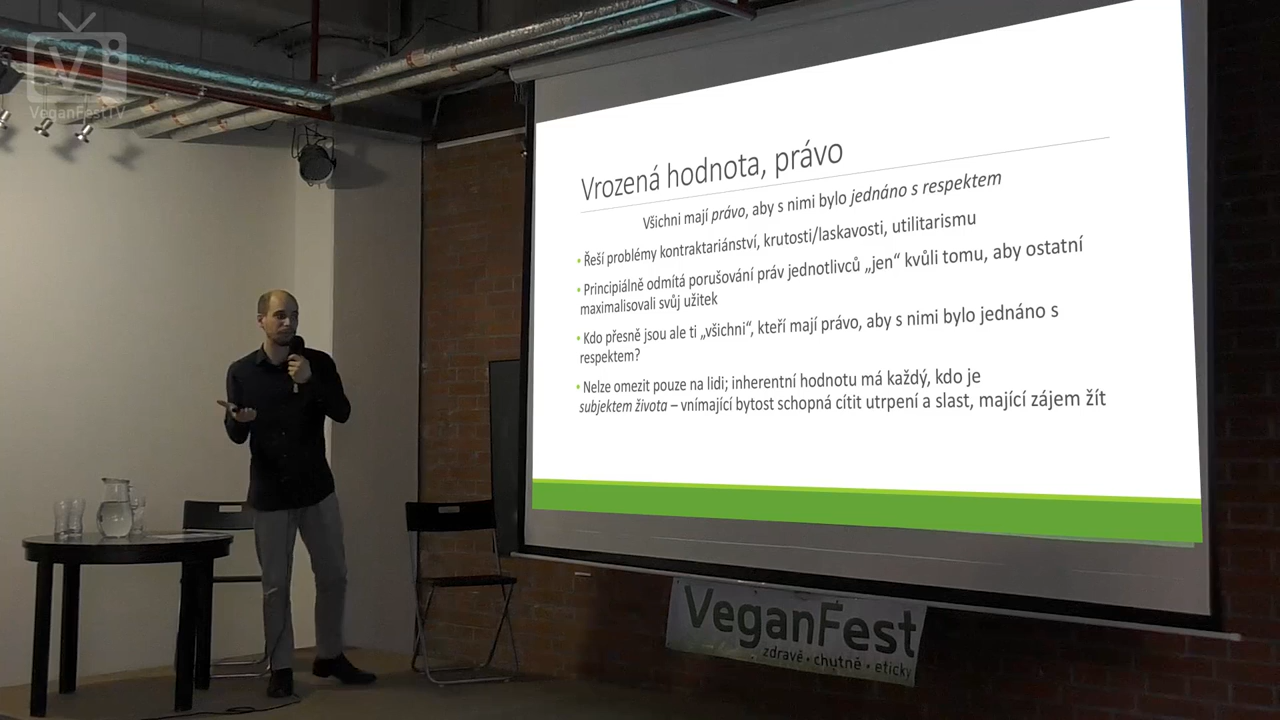 VeganFestTV
Vrozená hodnota, právo
Všichni mají právo, aby s nimi bylo jednáno s respektem
• Řeší problémy kontraktariánství, krutosti/laskavosti, utilitarismu
• Principiálně odmítá porušování práv jednotlivců „jen“ kvůli tomu, aby ostatní
maximalisovali svůj užitek
• Kdo přesně jsou ale ti „všichni“, kteří mají právo, aby s nimi bylo jednáno s
respektem?
• Nelze omezit pouze na lidi; inherentní hodnotu má každý, kdo je
subjektem života – vnímající bytost schopná cítit utrpení a slast, mající zájem žít
VeganFest
zdravě • chutně • eticky